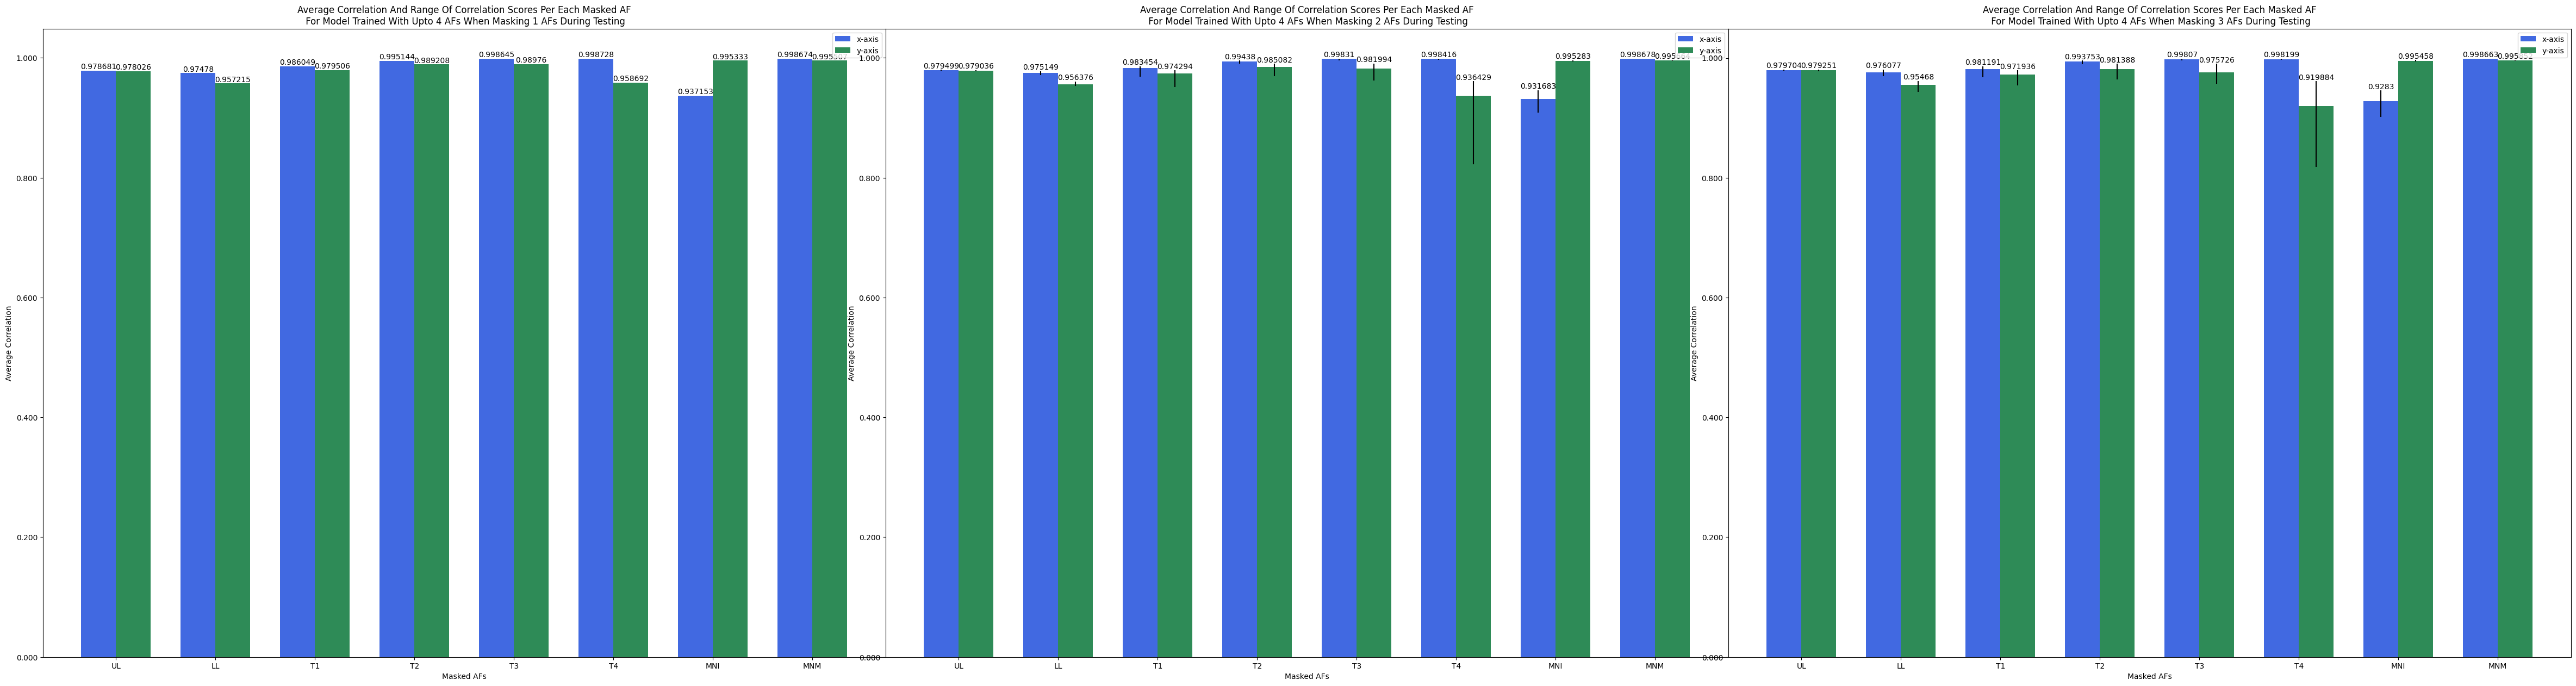 Average Correlation And Range Of Correlation Scores Per Each Masked AF
For Model Trained With Upto 4 AFs When Masking 1 AFs During Testing
x-axis
y-axis
1.000
0.800
0.600
0.400
0.200
0.000
Average Correlation
0.978681 0.978026
0.97478 0.957215
0.986049 0.979506
0.995144 0.989208
0.998645 0.98976
0.998728 0.958692
0.937153 0.995333
0.998674
UL LL T1 T2 T3 T4 MNI MNM
Masked AFs
Average Correlation And Range Of Correlation Scores Per Each Masked AF
For Model Trained With Upto 4 AFs When Masking 2 AFs During Testing
x-axis
y-axis
1.000
0.800
0.600
0.400
0.200
0.000
Average Correlation
0.979499 0.979036
0.975149 0.956376
0.983454 0.974294
0.99438 0.985082
0.99831 0.981994
0.998416 0.936429
0.931683 0.995283
0.998678
UL LL T1 T2 T3 T4 MNI MNM
Masked AFs
Average Correlation And Range Of Correlation Scores Per Each Masked AF
For Model Trained With Upto 4 AFs When Masking 3 AFs During Testing
x-axis
y-axis
1.000
0.800
0.600
0.400
0.200
0.000
Average Correlation
0.979704 0.979251
0.976077 0.95468
0.981191 0.971936
0.993753 0.981388
0.99807 0.975726
0.998199 0.919884
0.9283 0.995458
0.998663
UL LL T1 T2 T3 T4 MNI MNM
Masked AFs